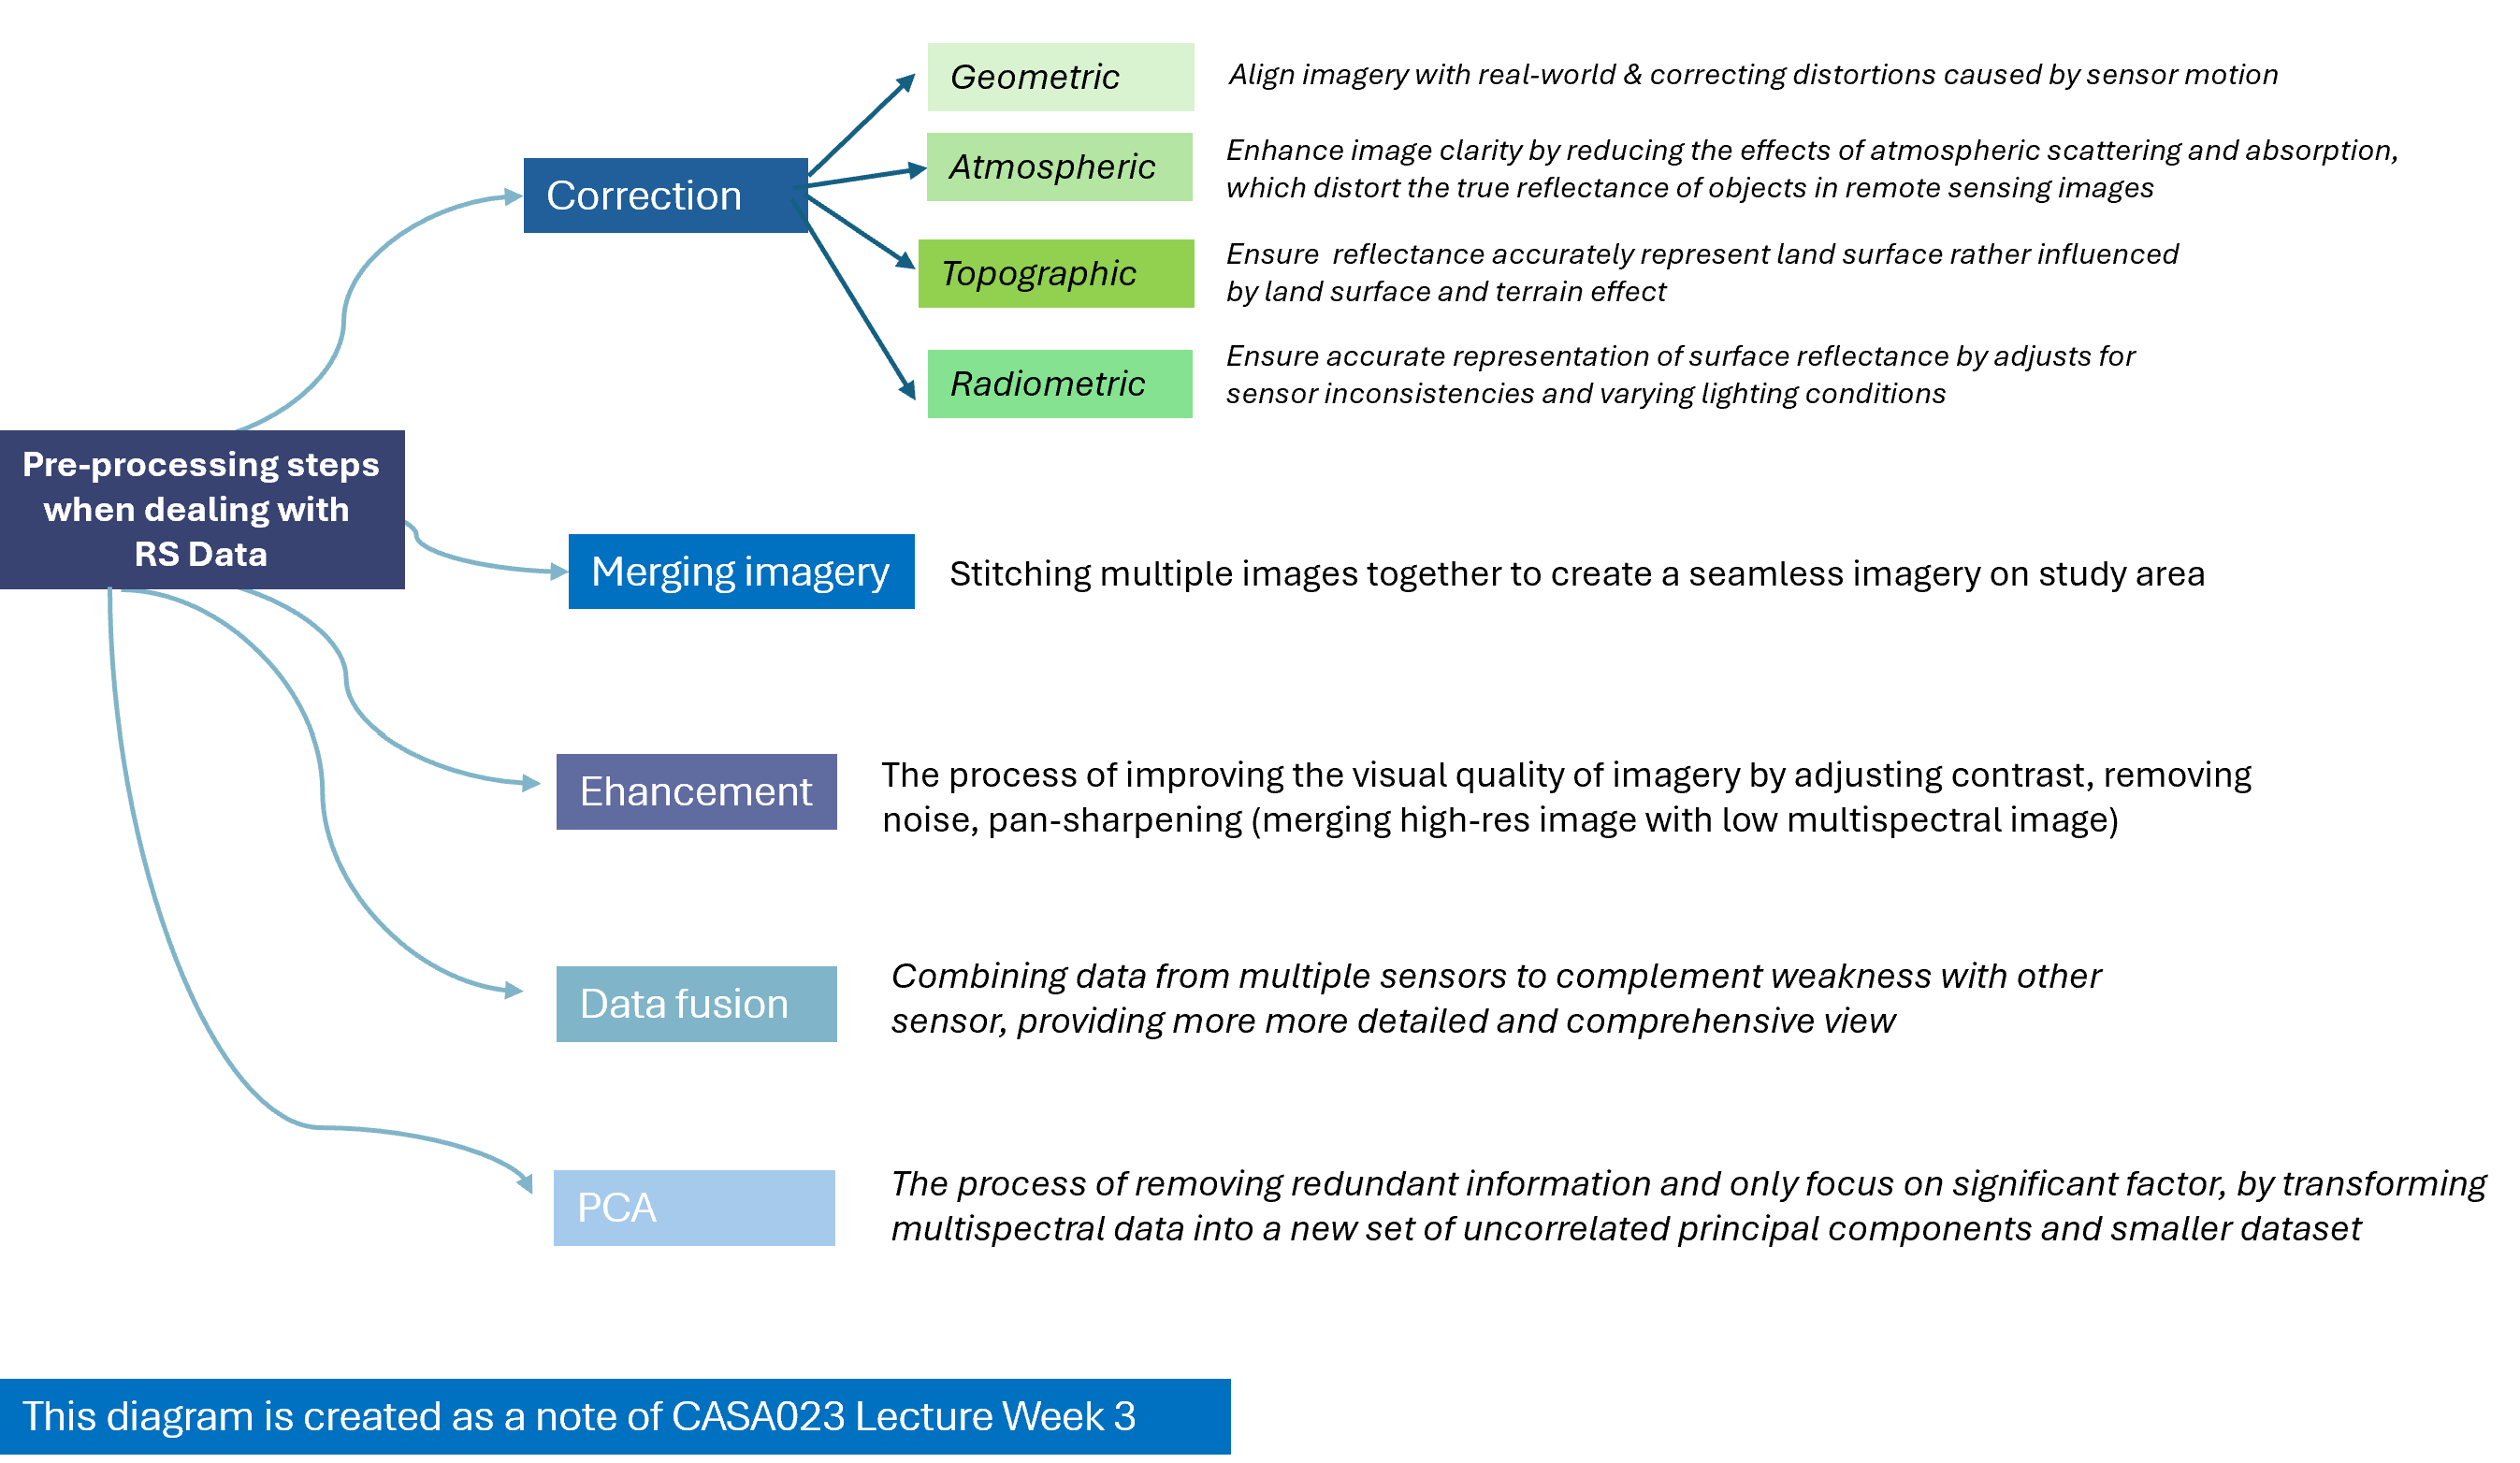 Geometric
Align imagery with real-world & correcting distortions caused by sensor motion
Atmospheric
Enhance image clarity by reducing the effects of atmospheric scattering and absorption,
which distort the true reflectance of objects in remote sensing images
Correction
Topographic
Ensure  reflectance accurately represent land surface rather influenced
by land surface and terrain effect
Radiometric
Ensure accurate representation of surface reflectance by adjusts for
sensor inconsistencies and varying lighting conditions
Pre-processing steps
when dealing with
RS Data
Merging imagery
Stitching multiple images together to create a seamless imagery on study area
Ehancement
The process of improving the visual quality of imagery by adjusting contrast, removing
noise, pan-sharpening (merging high-res image with low multispectral image)
Data fusion
Combining data from multiple sensors to complement weakness with other
sensor, providing more more detailed and comprehensive view
PCA
The process of removing redundant information and only focus on significant factor, by transforming
multispectral data into a new set of uncorrelated principal components and smaller dataset
This diagram is created as a note of CASA023 Lecture Week 3